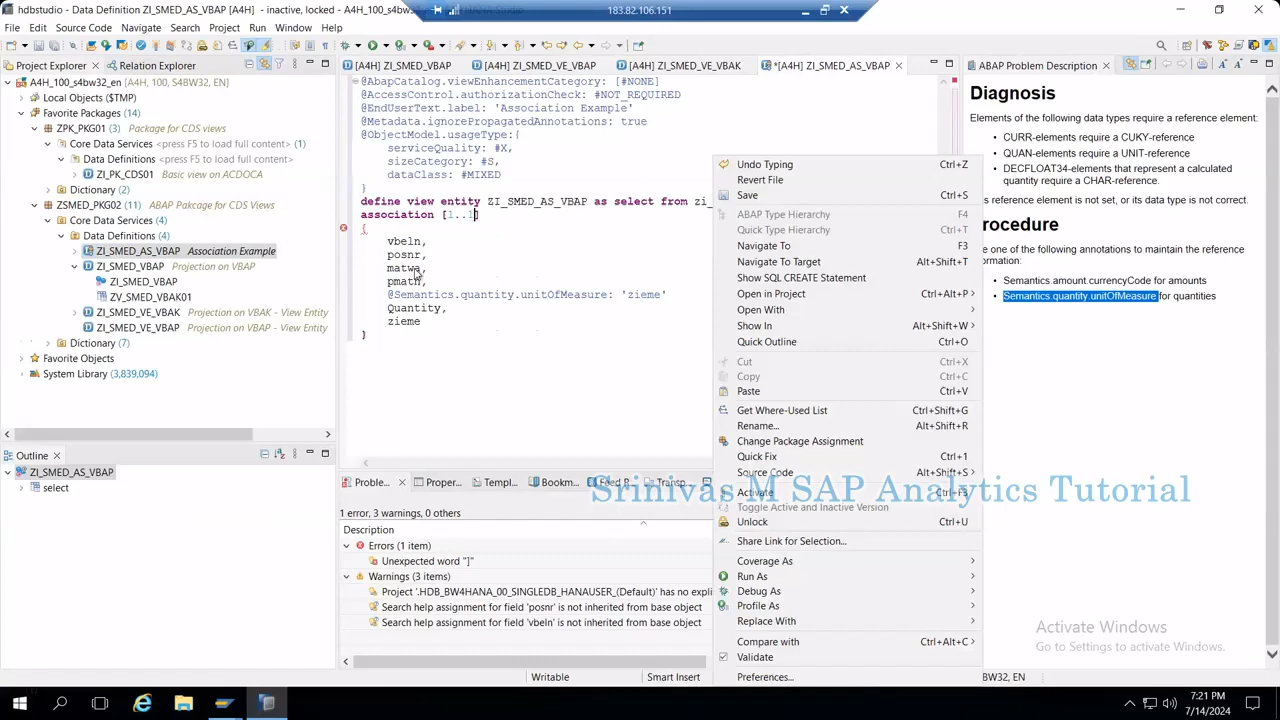 hdbstudio - Data Definition ZI_SMED_AS_VBAP [A4H] - inactive, locked - A4H_100_s4bw
183.82.106.151
File Edit Source Code Navigate Search Project Run Window Help
Project Explorer
Relation Explorer
[A4H] ZI_SMED_VBAP
[A4H] ZI_SMED_VE_VBAP
[A4H] ZI_SMED_VE_VBAK
*[A4H] ZI_SMED_AS_VBAP
ABAP Problem Description
A4H_100_s4bw32_en (A4H, 100, S4BW32, EN)
Local Objects ($TMP)
Favorite Packages (14)
ZPK_PKG01 (3) Package for CDS views
Core Data Services <press F5 to load full content> (1)
Data Definitions <press F5 to load full content>
ZI_PK_CDS01 Basic view on ACDOCA
Dictionary (2)
ZSMED_PKG02 (11) ABAP Pakcage for CDS Views
Core Data Services (4)
Data Definitions (4)
ZI_SMED_AS_VBAP Association Example
ZI_SMED_VBAP Projection on VBAP
ZI_SMED_VBAP
ZV_SMED_VBAK01
ZI_SMED_VE_VBAK Projection on VBAK - View Entity
ZI_SMED_VE_VBAP Projection on VBAP - View Entity
Dictionary (7)
Favorite Objects
System Library (3,839,094)
Outline
ZI_SMED_AS_VBAP
select
@AbapCatalog.viewEnhancementCategory: [#NONE]
@AccessControl.authorizationCheck: #NOT_REQUIRED
@EndUserText.label: 'Association Example'
@Metadata.ignorePropagatedAnnotations: true
@ObjectModel.usageType:{
serviceQuality: #X,
sizeCategory: #S,
dataClass: #MIXED
}
define view entity ZI_SMED_AS_VBAP as select from zi_
association [1..1]
{
vbeln,
posnr,
matwa,
pmatn,
@Semantics.quantity.unitOfMeasure: 'zieme'
Quantity,
zieme
}
Undo Typing Ctrl+Z
Revert File
Save Ctrl+S
ABAP Type Hierarchy F4
Quick Type Hierarchy Ctrl+T
Navigate To F3
Navigate To Target Alt+Shift+T
Show SQL CREATE Statement
Open in Project Ctrl+Alt+P
Open With
Show In Alt+Shift+W
Quick Outline Ctrl+O
Cut Ctrl+X
Copy Ctrl+C
Paste Ctrl+V
Get Where-Used List Ctrl+Shift+G
Rename... Alt+Shift+R
Change Package Assignment
Quick Fix Ctrl+1
Source Code Alt+Shift+S
Activate Ctrl+F3
Toggle Active and Inactive Version
Unlock Ctrl+U
Share Link for Selection...
Coverage As
Run As
Debug As
Profile As
Replace With
Compare with Ctrl+Alt+C
Validate
Preferences...
Diagnosis
Elements of the following data types require a reference element:
CURR-elements require a CUKY-reference
QUAN-elements require a UNIT-reference
DECFLOAT34-elements that represent a calculated
quantity require a CHAR-reference.
reference element is not set, or its data type is not correct.
rocedure
one of the following annotations to maintain the reference
Semantics.amount.currencyCode for amounts
Semantics.quantity.unitOfMeasure for quantities
Srinivas M SAP Analytics Tutorial
Proble... Proper... Templ... Bookm... Feed R Transp
1 error, 3 warnings, 0 others
Description
Errors (1 item)
Unexpected word "]"
Warnings (3 items)
Project '.HDB_BW4HANA_00_SINGLEDB_HANAUSER_(Default)' has no expli
Search help assignment for field 'posnr' is not inherited from base object
Search help assignment for field 'vbeln' is not inherited from base object
Activate Windows
Go to Settings to activate Windows.
Writable
Smart Insert
BW32, EN
7:21 PM
7/14/2024